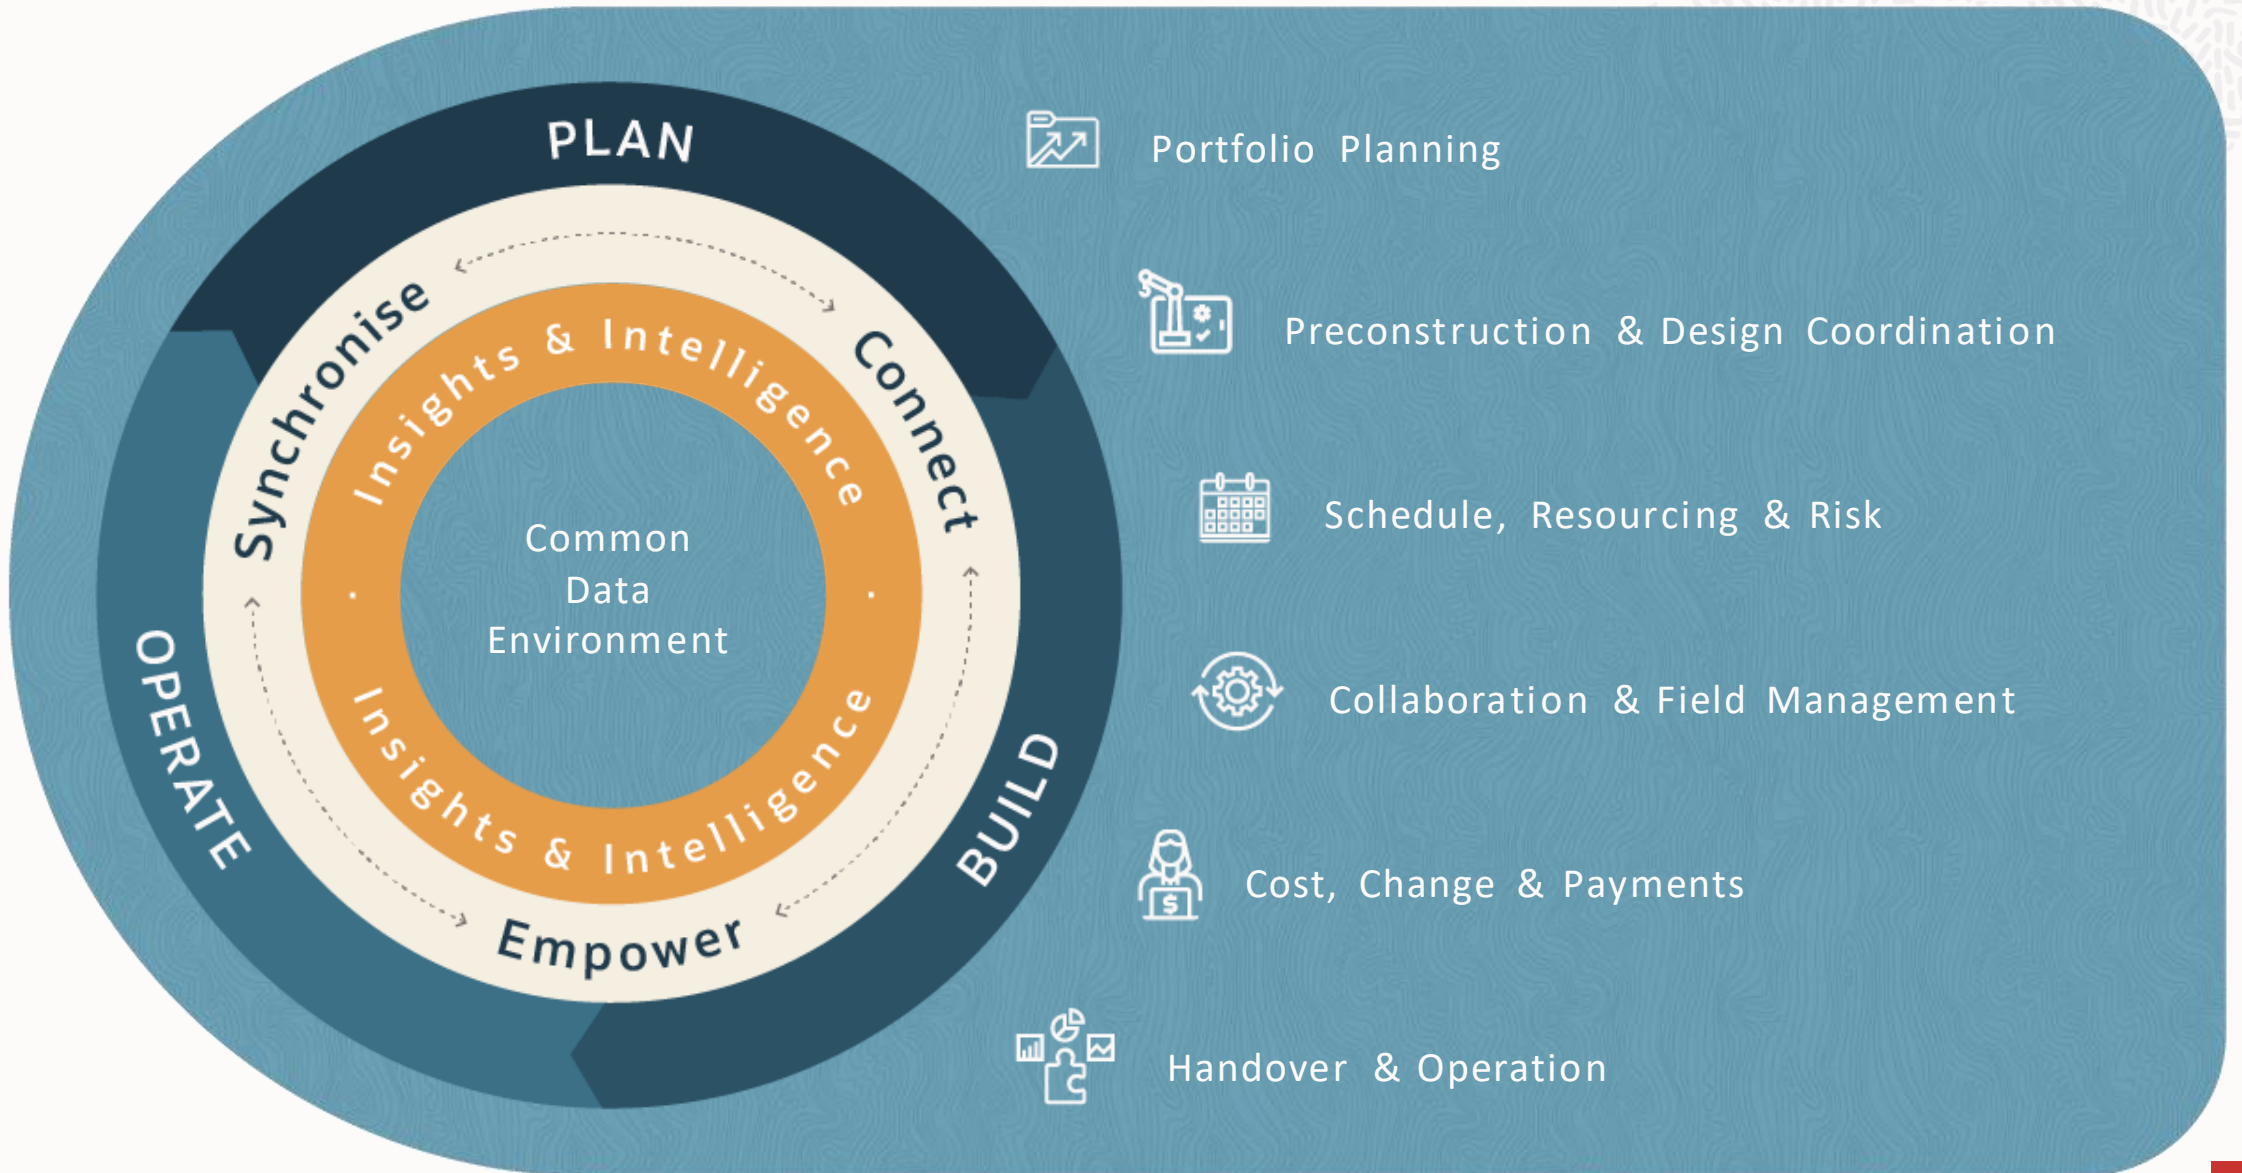 PLAN
BUILD
OPERATE
Synchronise
Connect
Empower
Insights & Intelligence
Insights & Intelligence
Common
Data
Environment
Portfolio Planning
Preconstruction & Design Coordination
Schedule, Resourcing & Risk
Collaboration & Field Management
Cost, Change & Payments
$
Handover & Operation